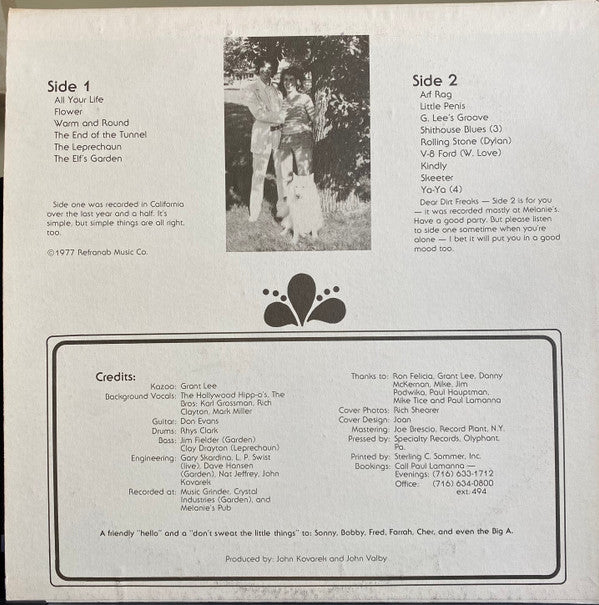 Side 1
All Your Life
Flower
Warm and Round
The End of the Tunnel
The Leprechaun
The Elf's Garden
Side one was recorded in California
over the last year and a half. It's
simple, but simple things are all right,
too.
©1977 Refranab Music Co.
Side 2
Arf Rag
Little Penis
G. Lee's Groove
Shithouse Blues (3)
Rolling Stone (Dylan)
V-8 Ford (W. Love)
Kindly
Skeeter
Ya-Ya (4)
Dear Dirt Freaks — Side 2 is for you
— it was recorded mostly at Melanie's.
Have a good party. But please listen
to side one sometime when you're
alone — I bet it will put you in a good
mood too.
Credits:
Kazoo: Grant Lee
Background Vocals: The Hollywood Hipp-o's, The
Bros: Karl Grossman, Rich
Clayton, Mark Miller
Guitar: Don Evans
Drums: Rhys Clark
Bass: Jim Fielder (Garden)
Clay Drayton (Leprechaun)
Engineering: Gary Skardina, L. P. Swist
(live), Dave Hansen
(Garden), Nat Jeffrey, John
Kovarek
Recorded at: Music Grinder, Crystal
Industries (Garden), and
Melanie's Pub
Thanks to: Ron Felicia, Grant Lee, Danny
McKernan, Mike, Jim
Podwika, Paul Hauptman,
Mike Tice and Paul Lamanna
Cover Photos: Rich Shearer
Cover Design: Joan
Mastering: Joe Brescio, Record Plant, N.Y.
Pressed by: Specialty Records, Olyphant,
Pa.
Printed by: Sterling C. Sommer, Inc.
Bookings: Call Paul Lamanna —
Evenings: (716) 633-1712
Office: (716) 634-0800
ext. 494
A friendly "hello" and a "don't sweat the little things" to: Sonny, Bobby, Fred, Farrah, Cher, and even the Big A.
Produced by: John Kovarek and John Valby